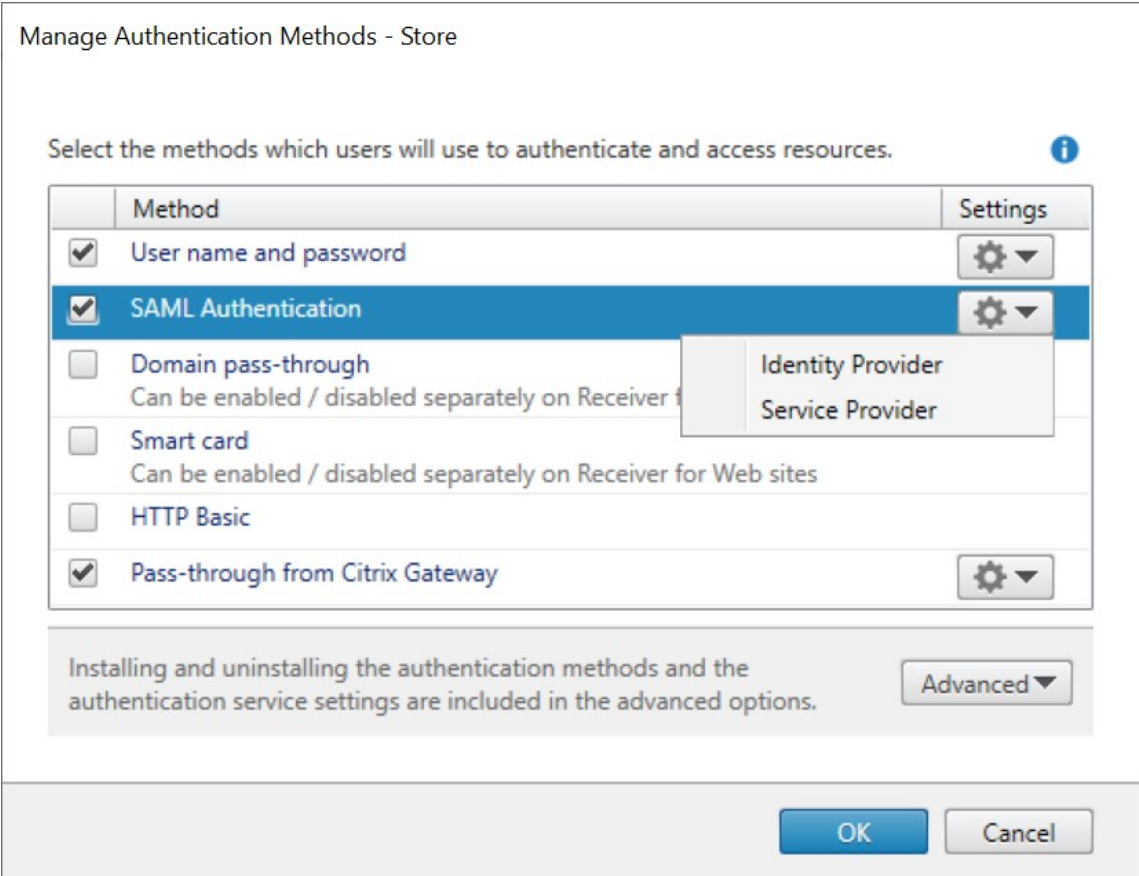 Manage Authentication Methods - Store
Select the methods which users will use to authenticate and access resources.
Method Settings
User name and password
SAML Authentication
Domain pass-through
Identity Provider
Can be enabled / disabled separately on Receiver
Service Provider
Smart card
Can be enabled / disabled separately on Receiver for Web sites
HTTP Basic
Pass-through from Citrix Gateway
Installing and uninstalling the authentication methods and the
authentication service settings are included in the advanced options.
Advanced
OK Cancel